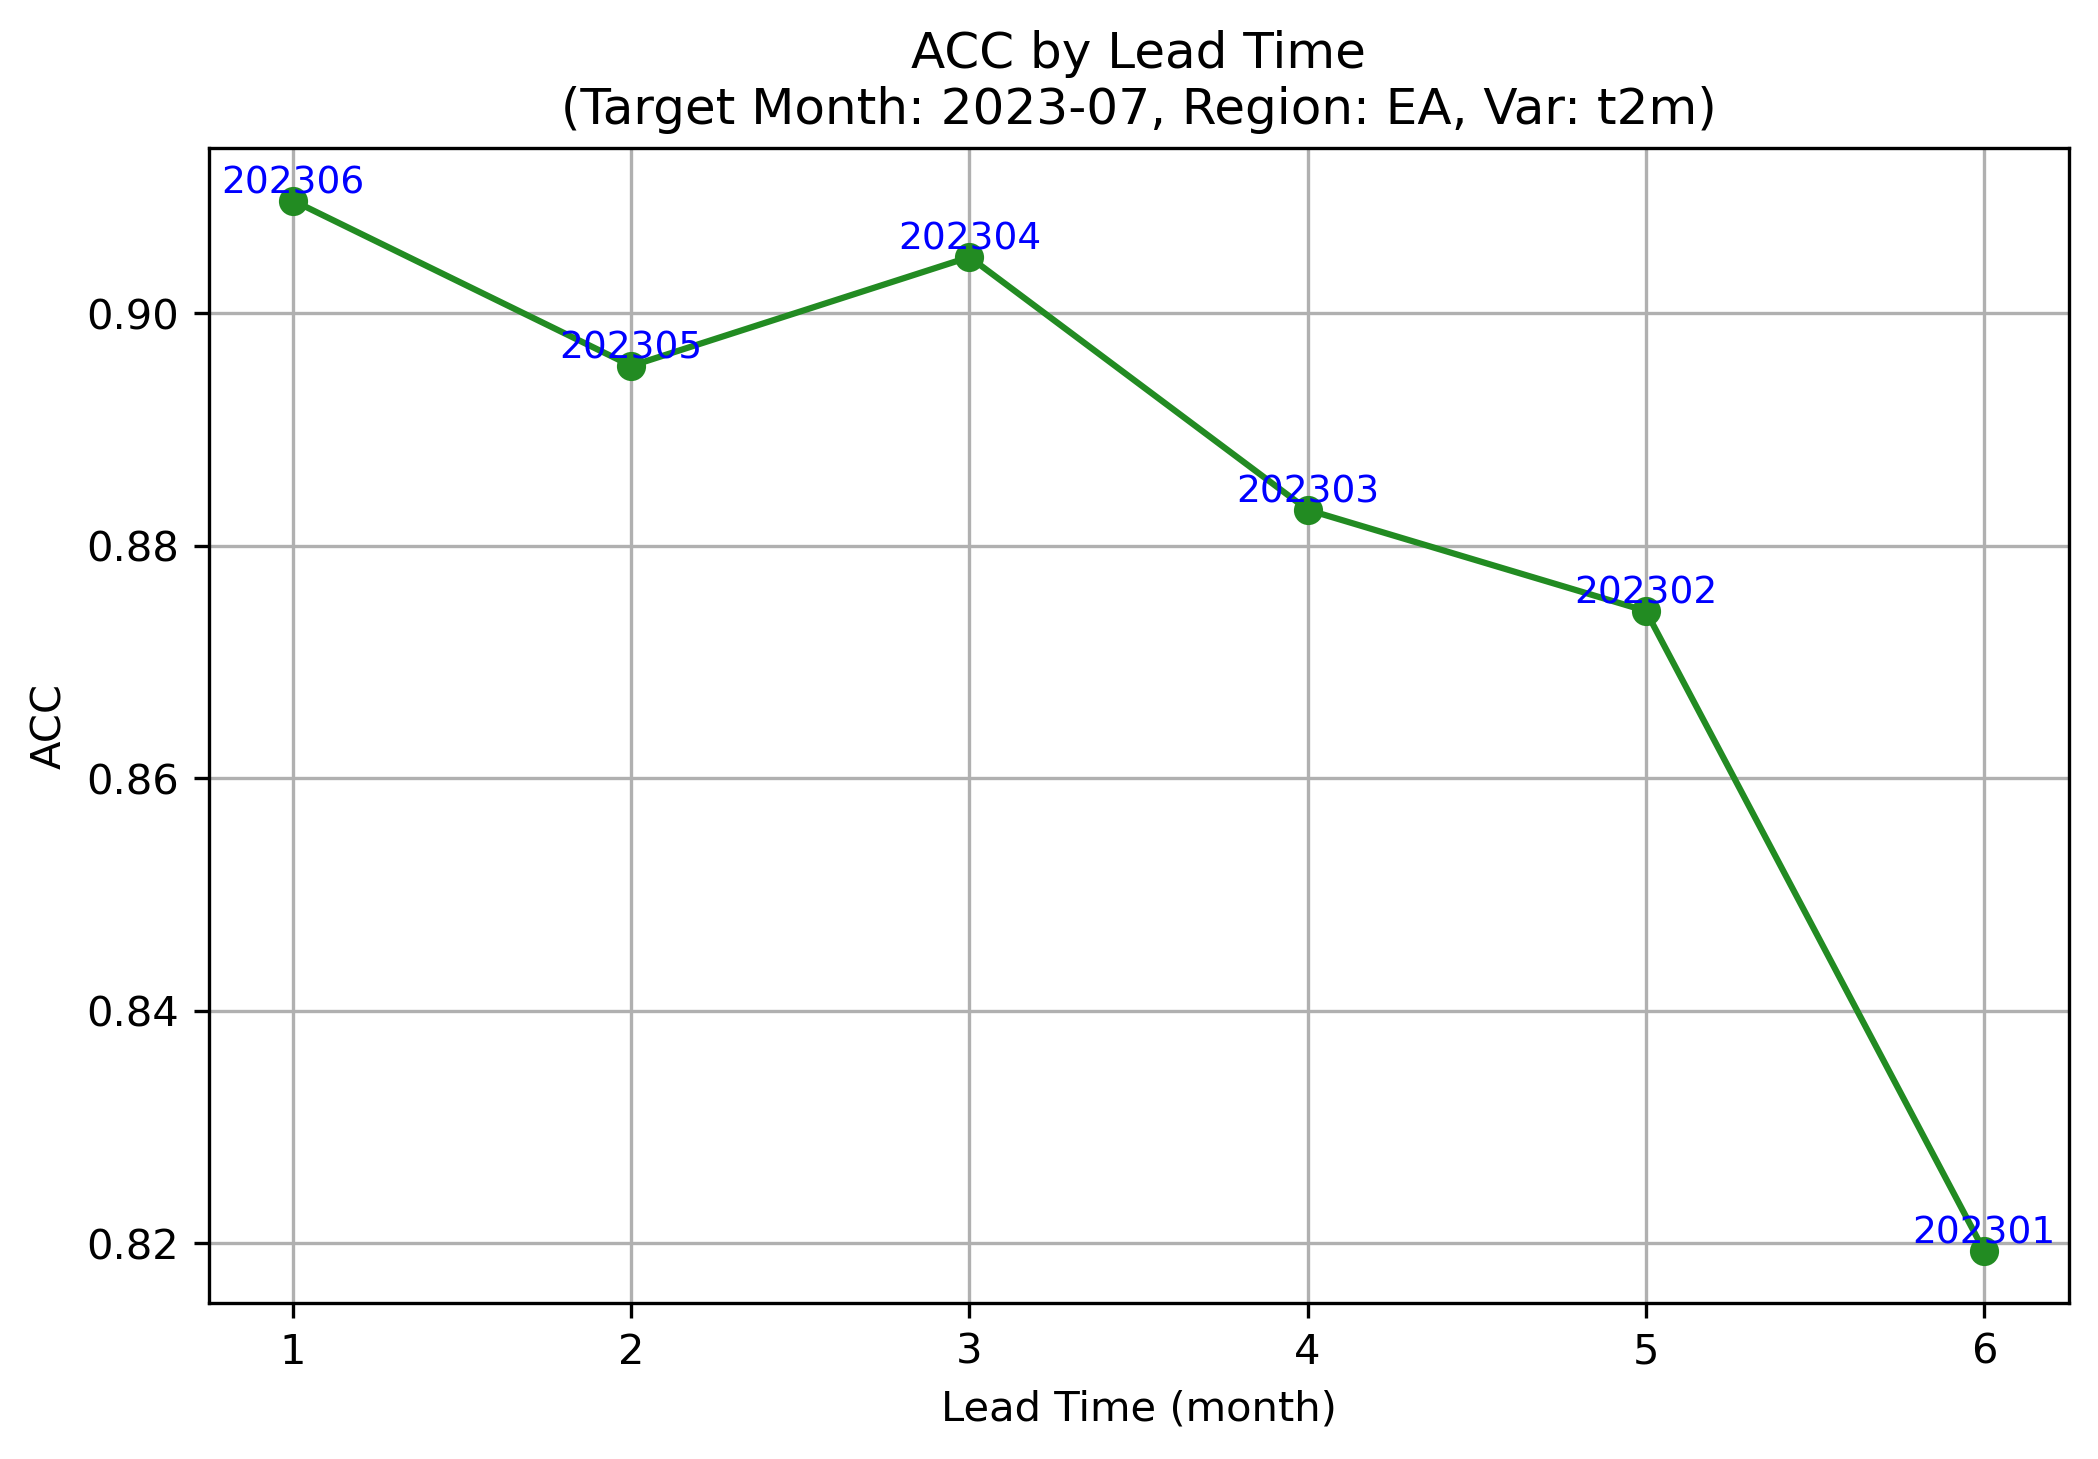 ACC by Lead Time
(Target Month: 2023-07, Region: EA, Var: t2m)
202306
202304
0.90
202305
202303
0.88
202302
ACC
0.86
0.84
202301
0.82
1 2 3 4 5 6
Lead Time (month)